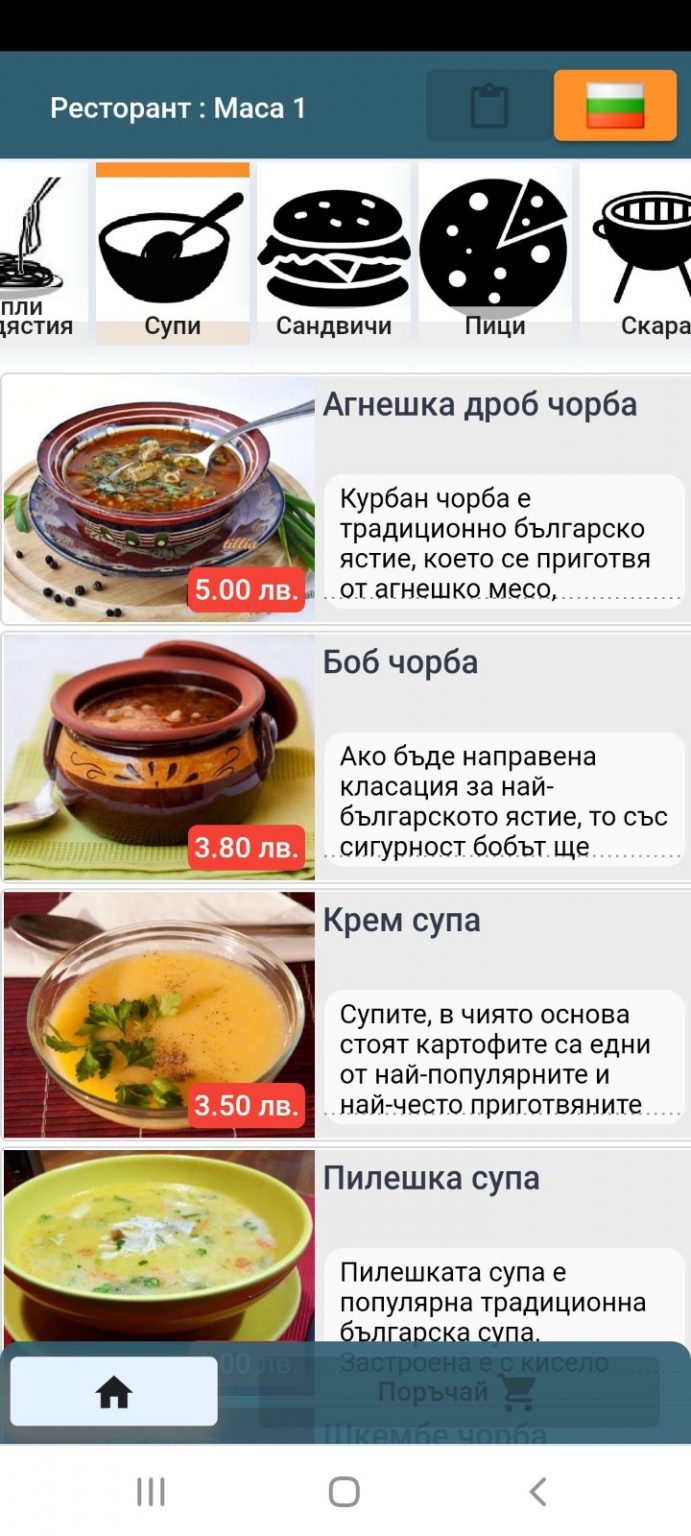 Ресторант : Маса 1
Супи
Сандвичи
Пици
Скара
Агнешка дроб чорба
Курбан чорба е
традиционно българско
ястие, което се приготвя
от агнешко месо,
tillia
5.00 лв.
Боб чорба
Ако бъде направена
класация за най-
българското ястие, то със
сигурност бобът ще
3.80 лв.
Крем супа
Супите, в чиято основа
стоят картофите са едни
от най-популярните и
най-често приготвяните
3.50 лв.
Пилешка супа
Пилешката супа е
популярна традиционна
българска супа.
Застроена е с кисело
.00 лв.
Поръчай
Шкембе чорба